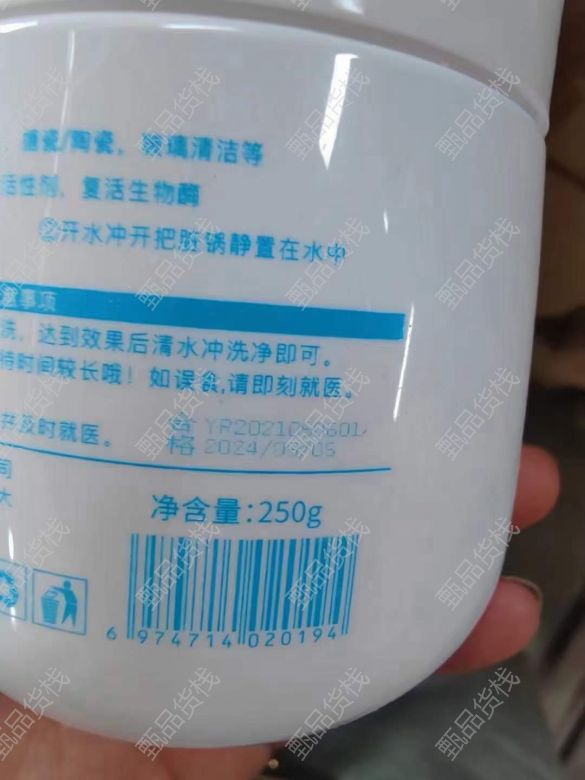 搪瓷/陶瓷，玻璃清洁等
活性剂、复活生物酶
②开水冲开把脏锅静置在水中
意事项
洗，达到效果后清水冲洗净即可。
时间较长哦！如误食,请即刻就医。
及时就医。
合格
2024/06/05
司
大
净含量:250g
6 974714 020194
甄品货栈